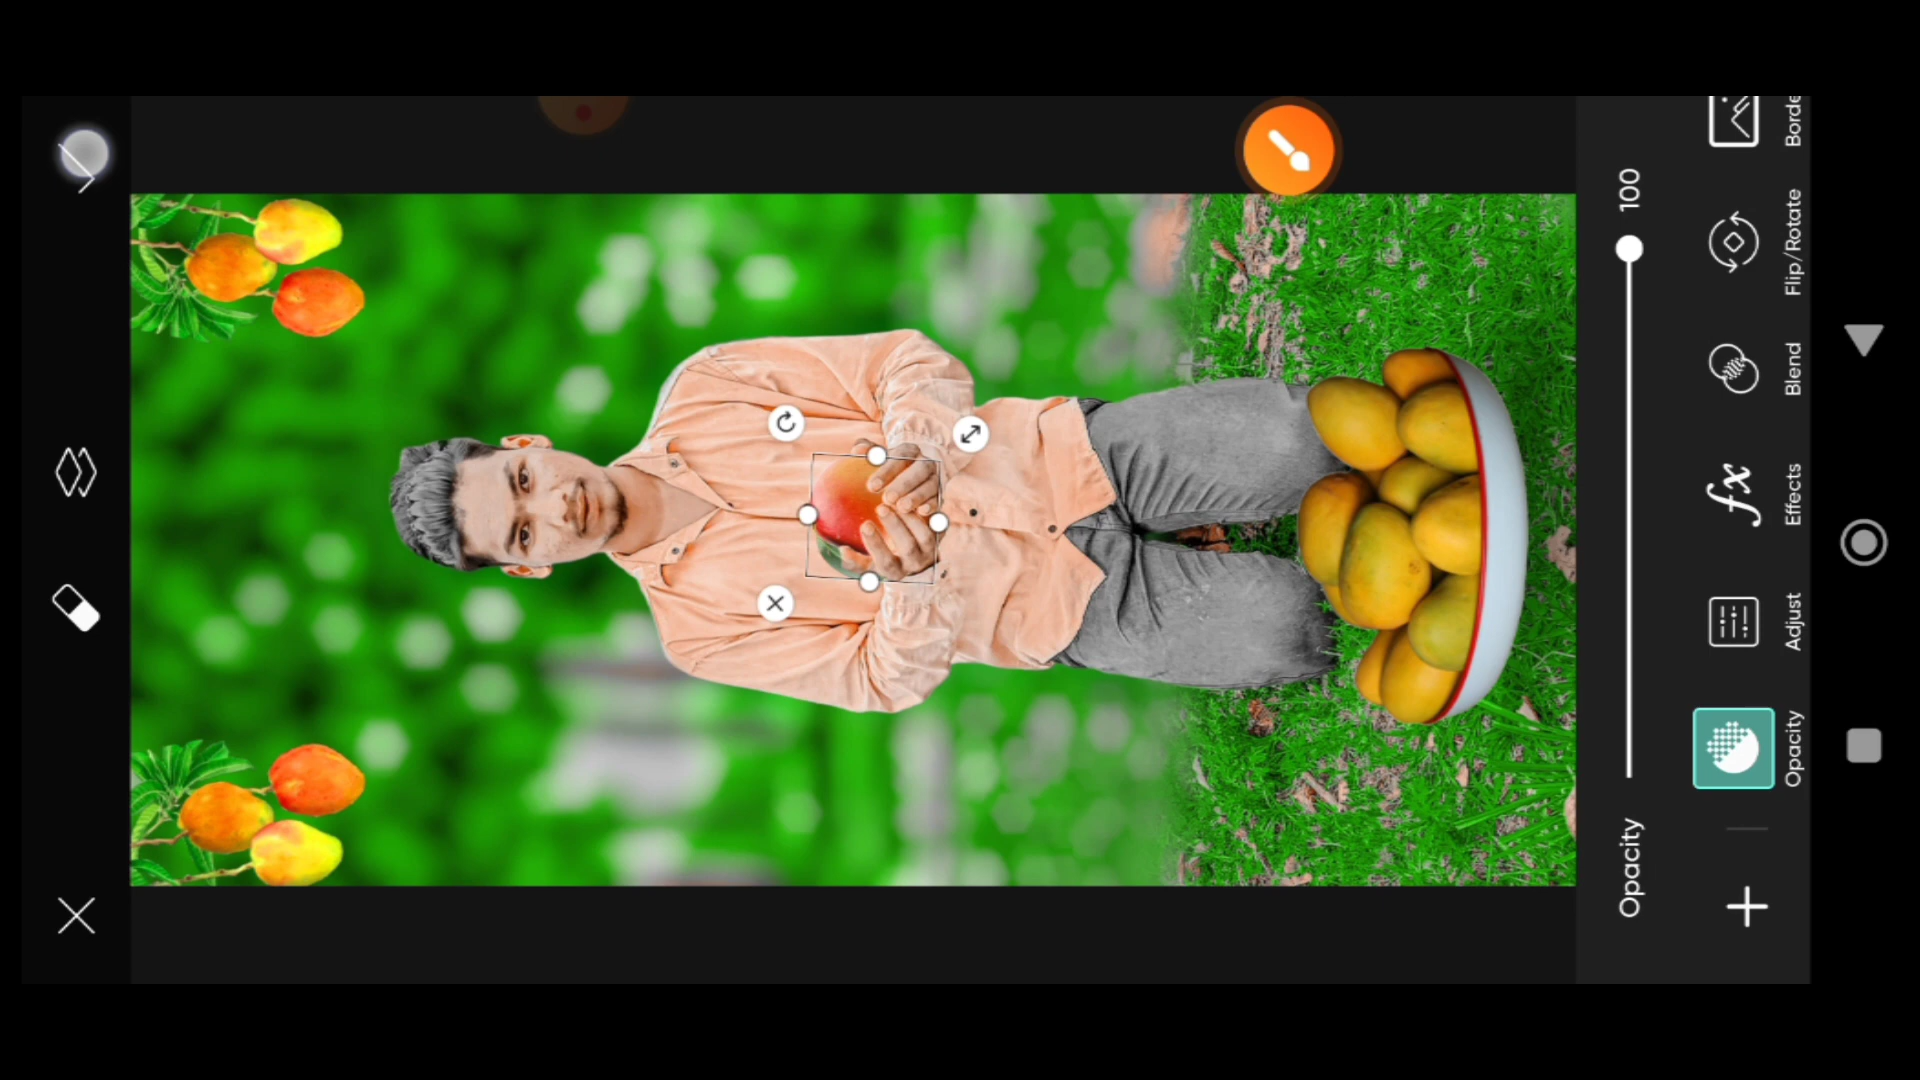 Opacity 100
Opacity
Adjust
Effects
Blend
Flip/Rotate
Borde